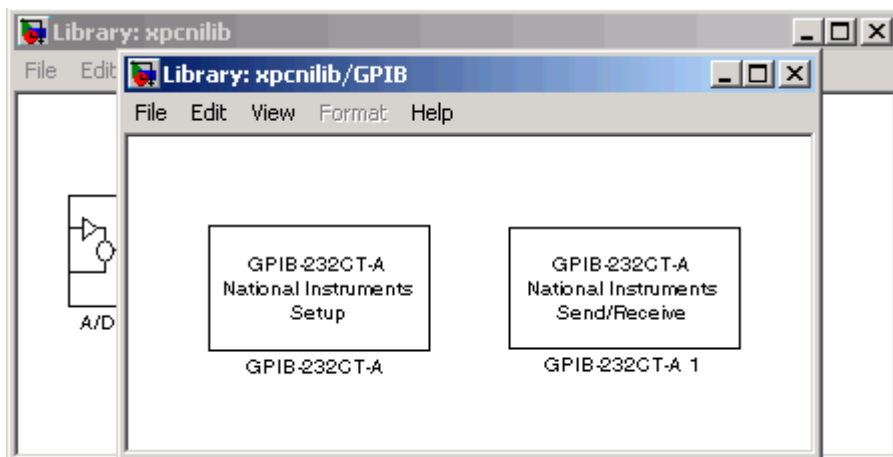 Library: xpcnilib
File Edit
Library: xpcnilib/GPIB
File Edit View Format Help
A/D
GPIB-232CT-A
National Instruments
Setup
GPIB-232CT-A
GPIB-232CT-A
National Instruments
Send/Receive
GPIB-232CT-A 1